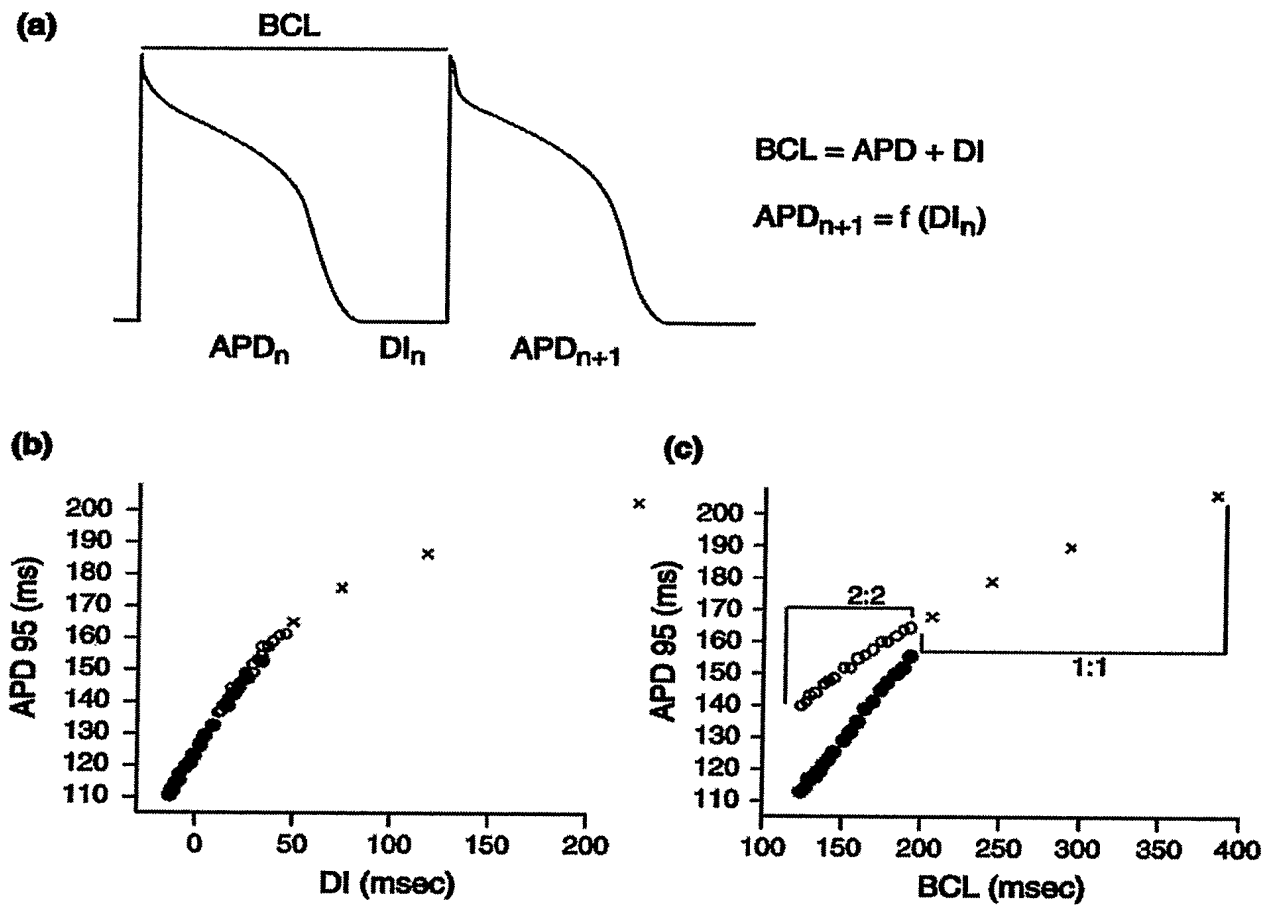 (a)
BCL
BCL = APD + DI
APDn+1 = f (DIn)
APDn DIn APDn+1
(b)
APD 95 (ms)
200
190
180
170
160
150
140
130
120
110
0 50 100 150 200
DI (msec)
(c)
APD 95 (ms)
200
190
180
170
160
150
140
130
120
110
2:2
1:1
100 150 200 250 300 350 400
BCL (msec)